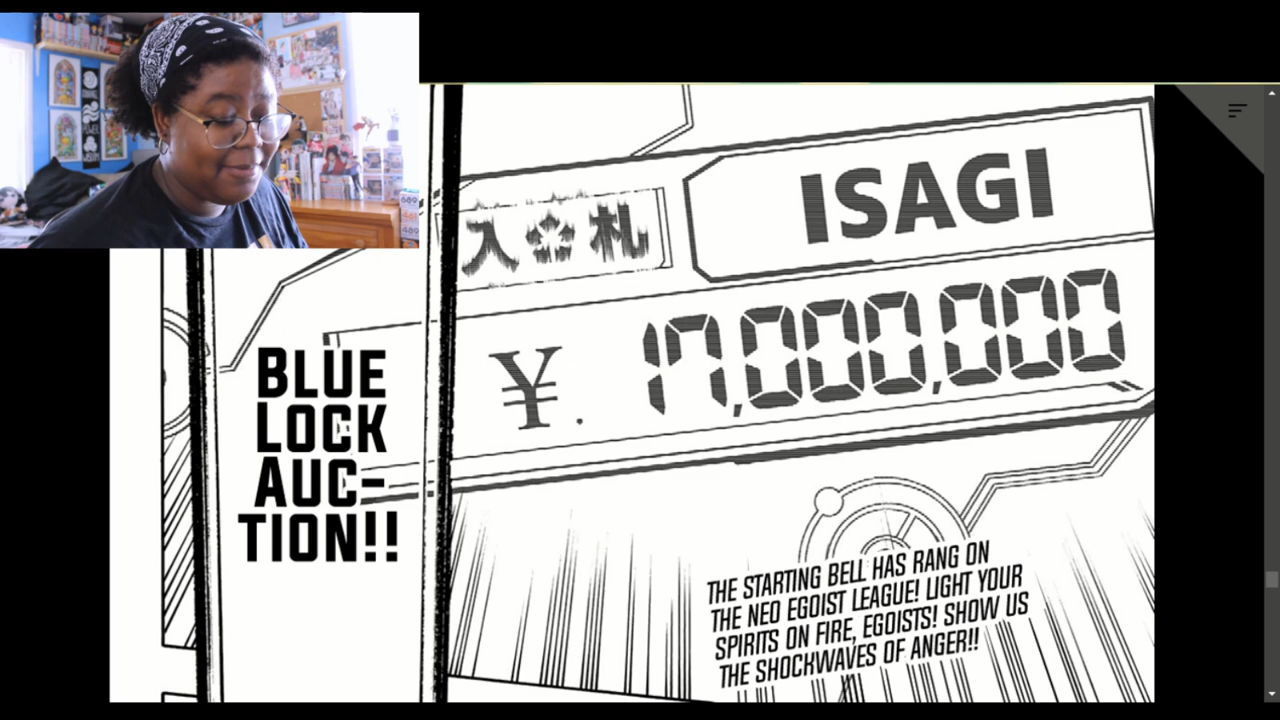 入札
ISAGI
¥. 17,000,000
BLUE
LOCK
AUC-
TION!!
THE STARTING BELL HAS RANG ON
THE NEO EGOIST LEAGUE! LIGHT YOUR
SPIRITS ON FIRE, EGOISTS! SHOW US
THE SHOCKWAVES OF ANGER!!